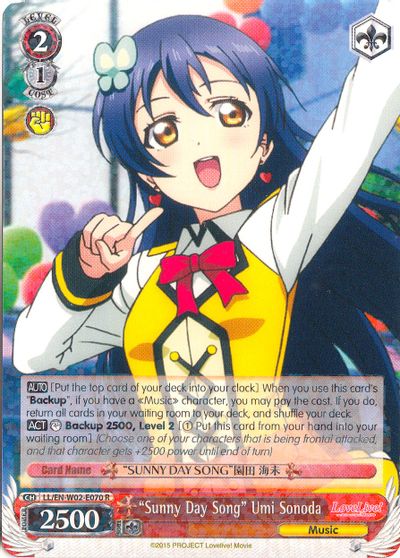 LEVEL
2
1
COST
AUTO [Put the top card of your deck into your clock] When you use this card's
"Backup", if you have a «Music» character, you may pay the cost. If you do,
return all cards in your waiting room to your deck, and shuffle your deck.
ACT Backup 2500, Level 2 [① Put this card from your hand into your
waiting room] (Choose one of your characters that is being frontal attacked,
and that character gets +2500 power until end of turn)
Card Name "SUNNY DAY SONG"園田 海未
CH LL/EN-W02-E070 R
POWER 2500 "Sunny Day Song" Umi Sonoda LoveLive!
Music
©2015 PROJECT Lovelive! Movie